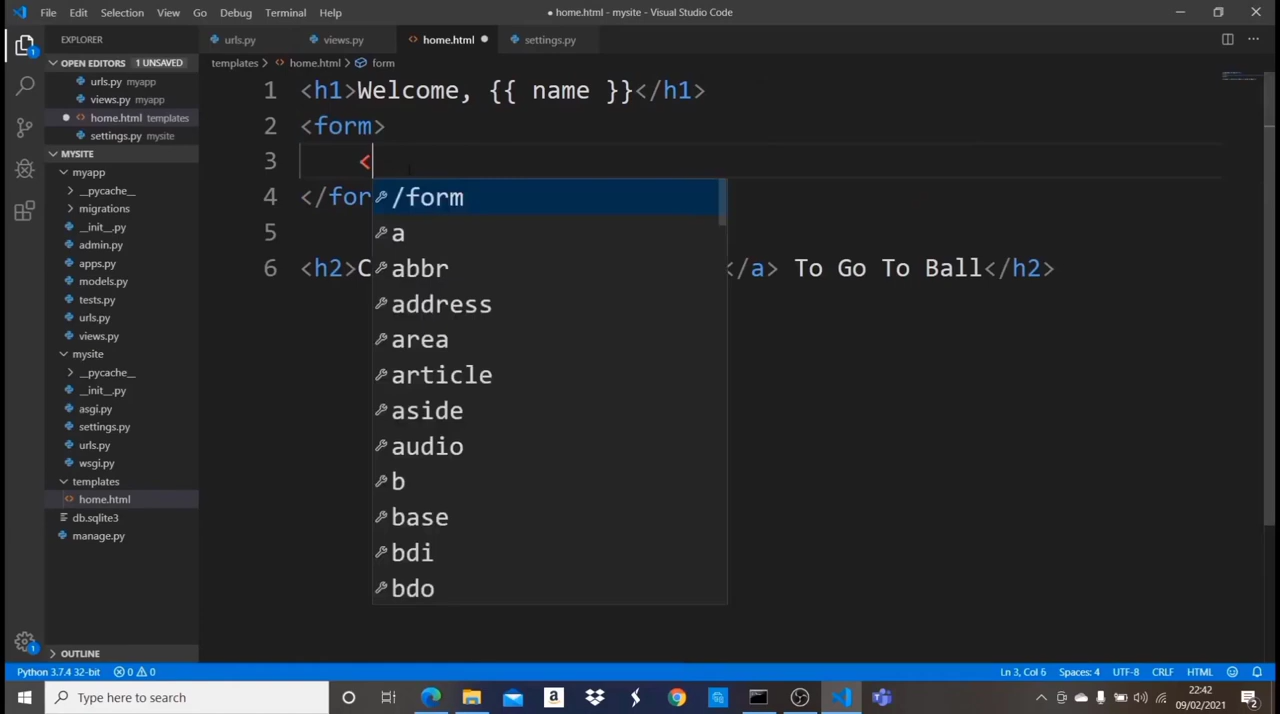 File Edit Selection View Go Debug Terminal Help
● home.html - mysite - Visual Studio Code
EXPLORER
urls.py
views.py
<> home.html ●
settings.py
templates > <> home.html > form
OPEN EDITORS 1 UNSAVED
urls.py myapp
views.py myapp
● <> home.html templates
settings.py mysite
MYSITE
myapp
> __pycache__
> migrations
__init__.py
admin.py
apps.py
models.py
tests.py
urls.py
views.py
mysite
> __pycache__
__init__.py
asgi.py
settings.py
urls.py
wsgi.py
templates
<> home.html
db.sqlite3
manage.py
> OUTLINE
1 <h1>Welcome, {{ name }}</h1>
2 <form>
3 <
4 </for
5
6 <h2>C </a> To Go To Ball</h2>
/form
a
abbr
address
area
article
aside
audio
b
base
bdi
bdo
1
1
Python 3.7.4 32-bit 0 0
Ln 3, Col 6 Spaces: 4 UTF-8 CRLF HTML
Type here to search
22:42
09/02/2021
2